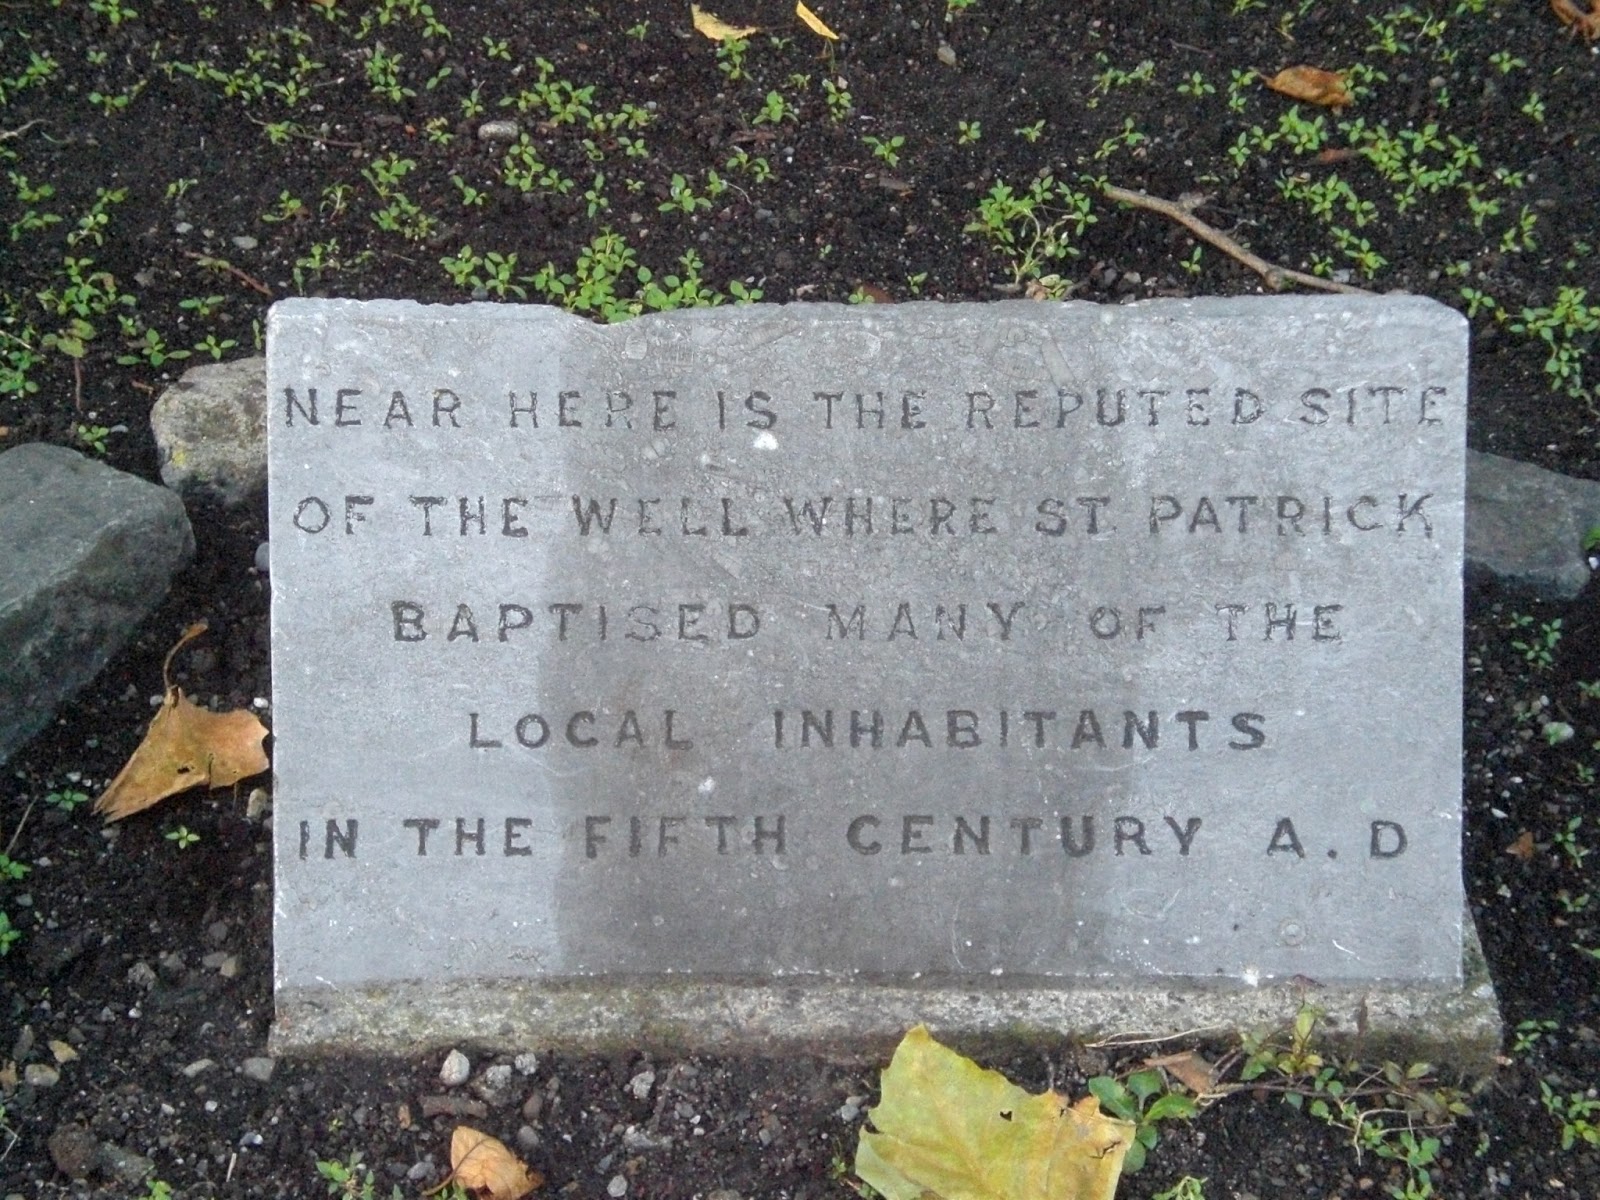 NEAR HERE IS THE REPUTED SITE
OF THE WELL WHERE ST. PATRICK
BAPTISED MANY OF THE
LOCAL INHABITANTS
IN THE FIFTH CENTURY A.D